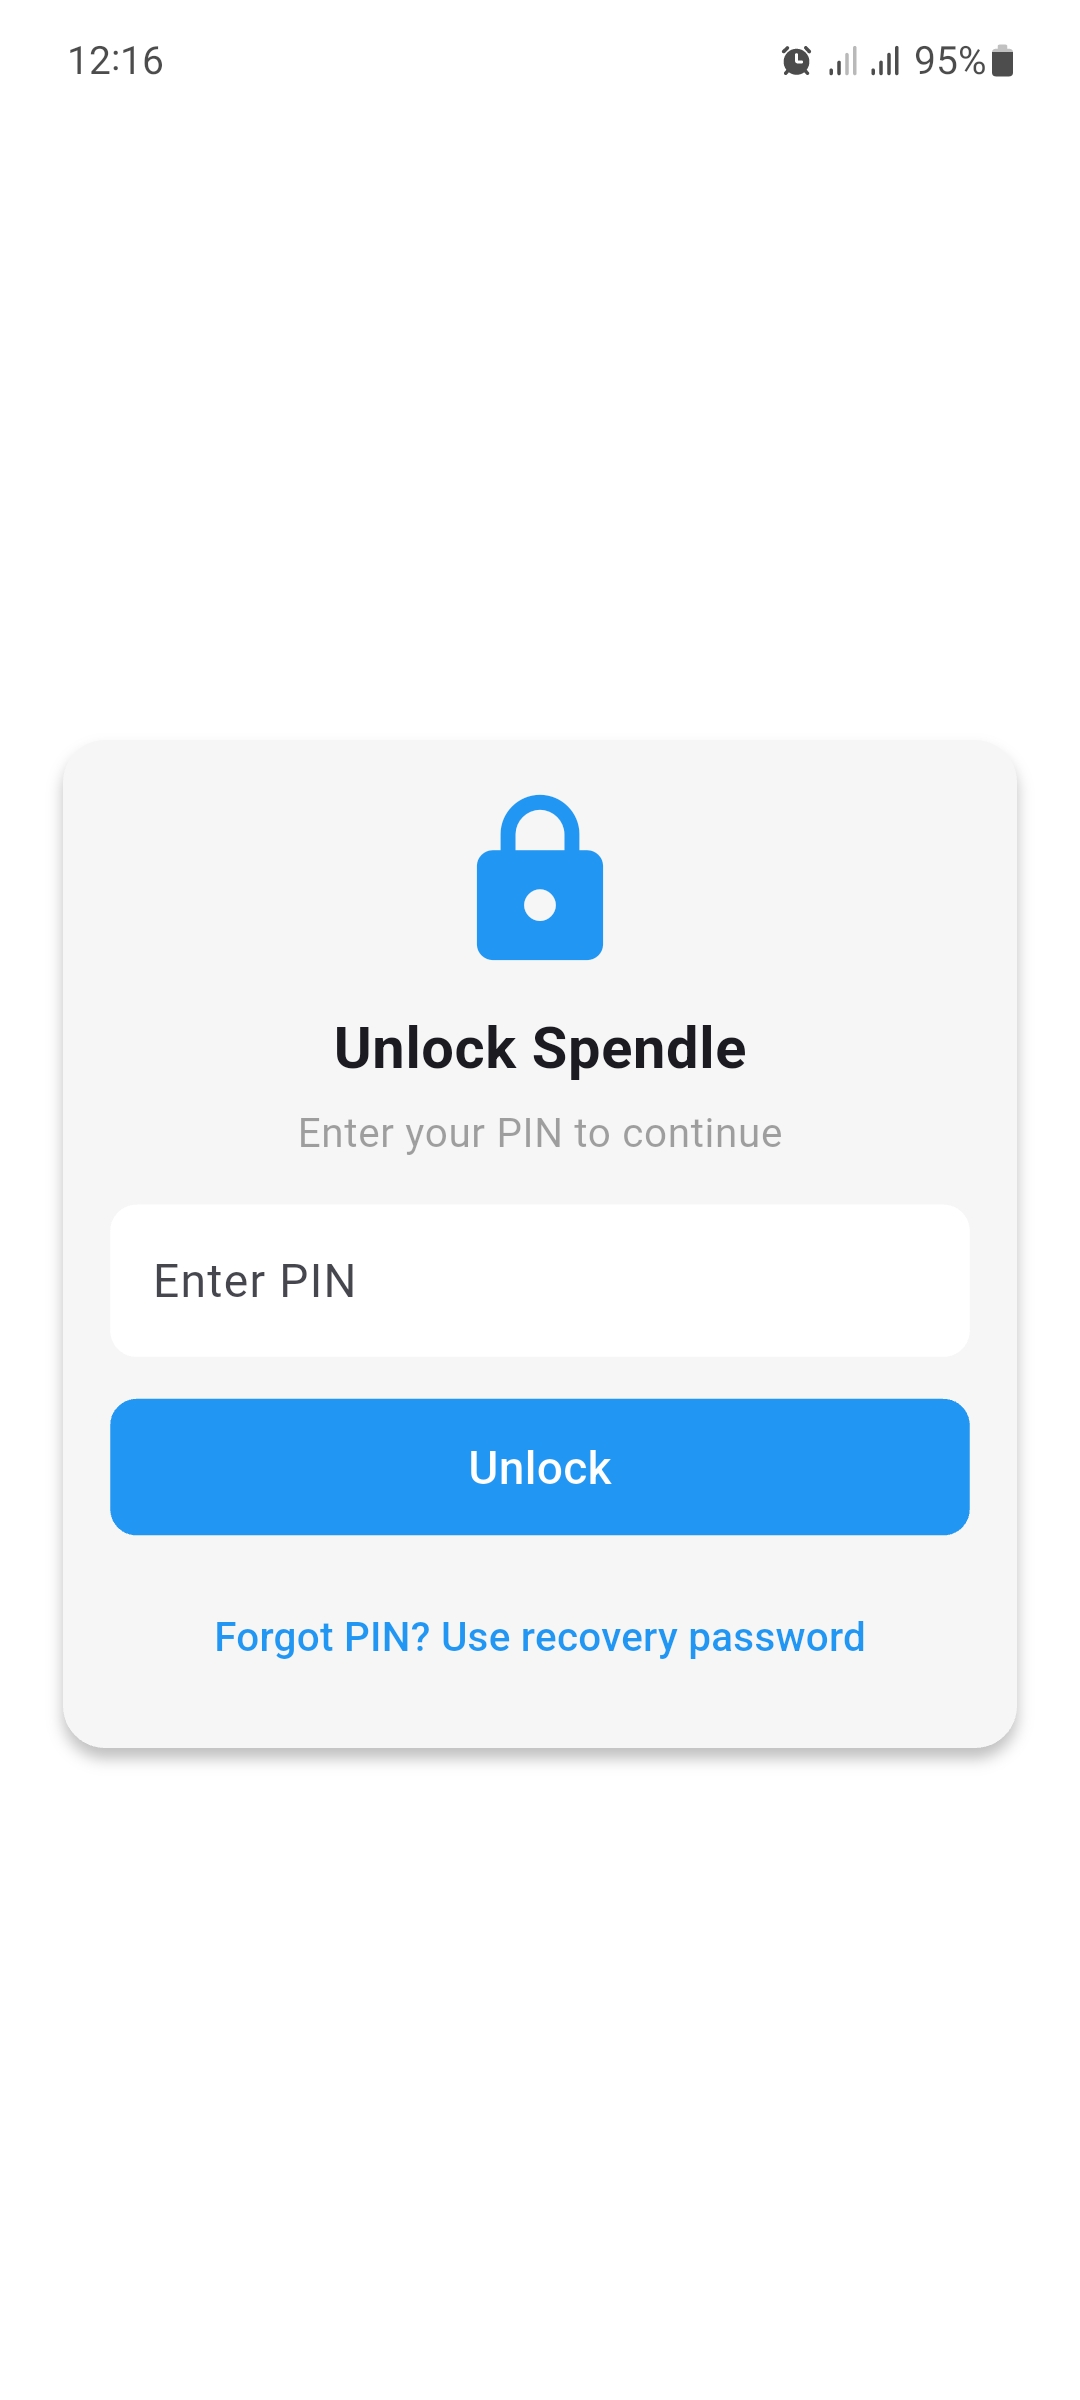 12:16
95%
Unlock Spendle
Enter your PIN to continue
Enter PIN
Unlock
Forgot PIN? Use recovery password